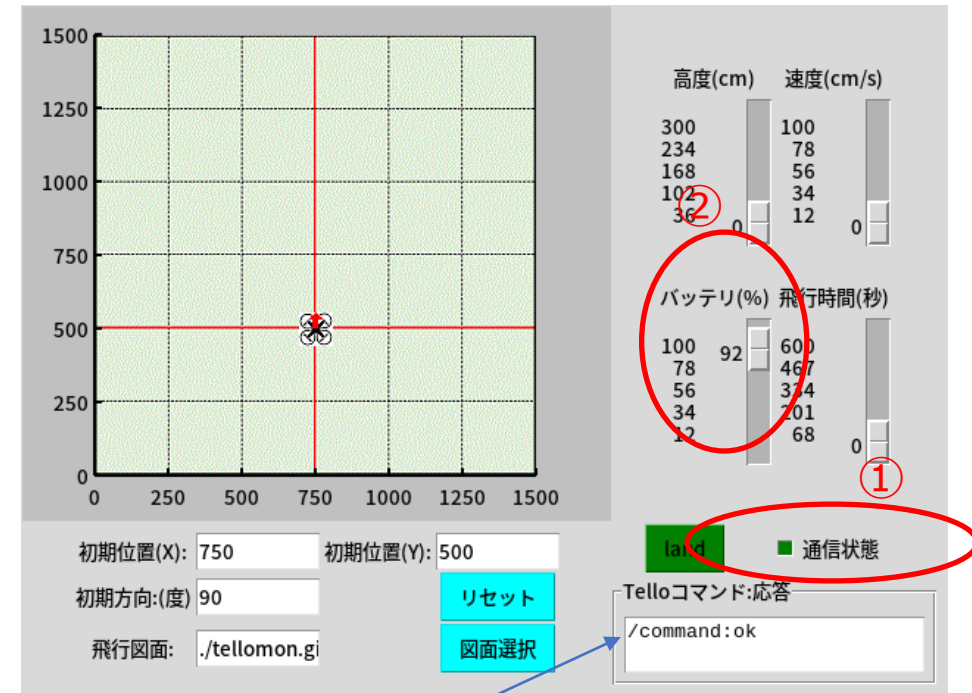 1500
1250
1000
750
500
250
0
0 250 500 750 1000 1250 1500
高度(cm) 速度(cm/s)
300 100
234 78
168 56
102 34
36 0 12 0
②
バッテリ(%) 飛行時間(秒)
100 92 600
78 467
56 334
34 201
12 68 0
①
初期位置(X): 750 初期位置(Y): 500
land 通信状態
初期方向:(度) 90 リセット
Telloコマンド:応答
/command:ok
飛行図面: ./tellomon.gi 図面選択